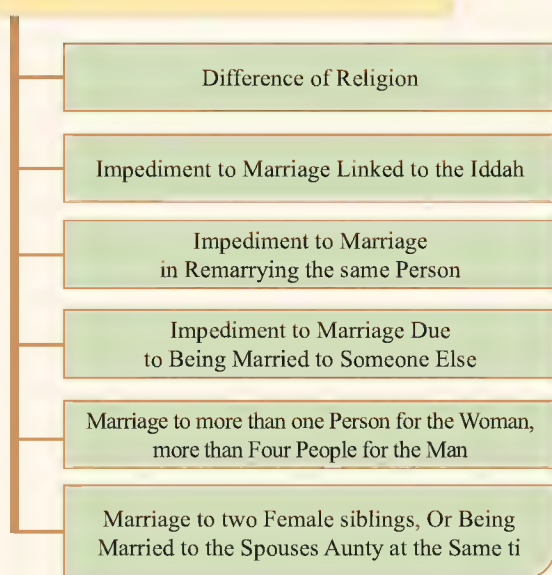 Difference of Religion
Impediment to Marriage Linked to the Iddah
Impediment to Marriage
in Remarrying the same Person
Impediment to Marriage Due
to Being Married to Someone Else
Marriage to more than one Person for the Woman,
more than Four People for the Man
Marriage to two Female siblings, Or Being
Married to the Spouses Aunty at the Same ti